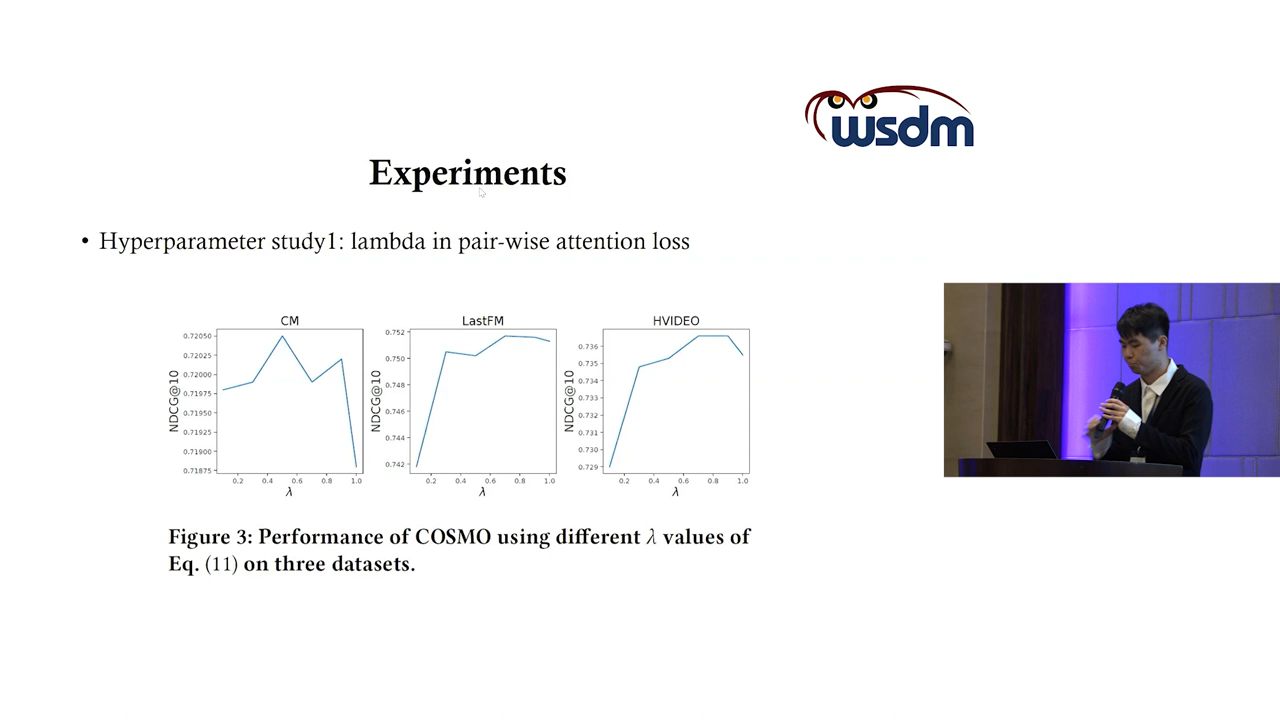 wsdm
Experiments
• Hyperparameter study1: lambda in pair-wise attention loss
CM
NDCG@10
0.72050
0.72025
0.72000
0.71975
0.71950
0.71925
0.71900
0.71875
0.2 0.4 0.6 0.8 1.0
λ
LastFM
NDCG@10
0.752
0.750
0.748
0.746
0.744
0.742
0.2 0.4 0.6 0.8 1.0
λ
HVIDEO
NDCG@10
0.736
0.735
0.734
0.733
0.732
0.731
0.730
0.729
0.2 0.4 0.6 0.8 1.0
λ
Figure 3: Performance of COSMO using different λ values of
Eq. (11) on three datasets.